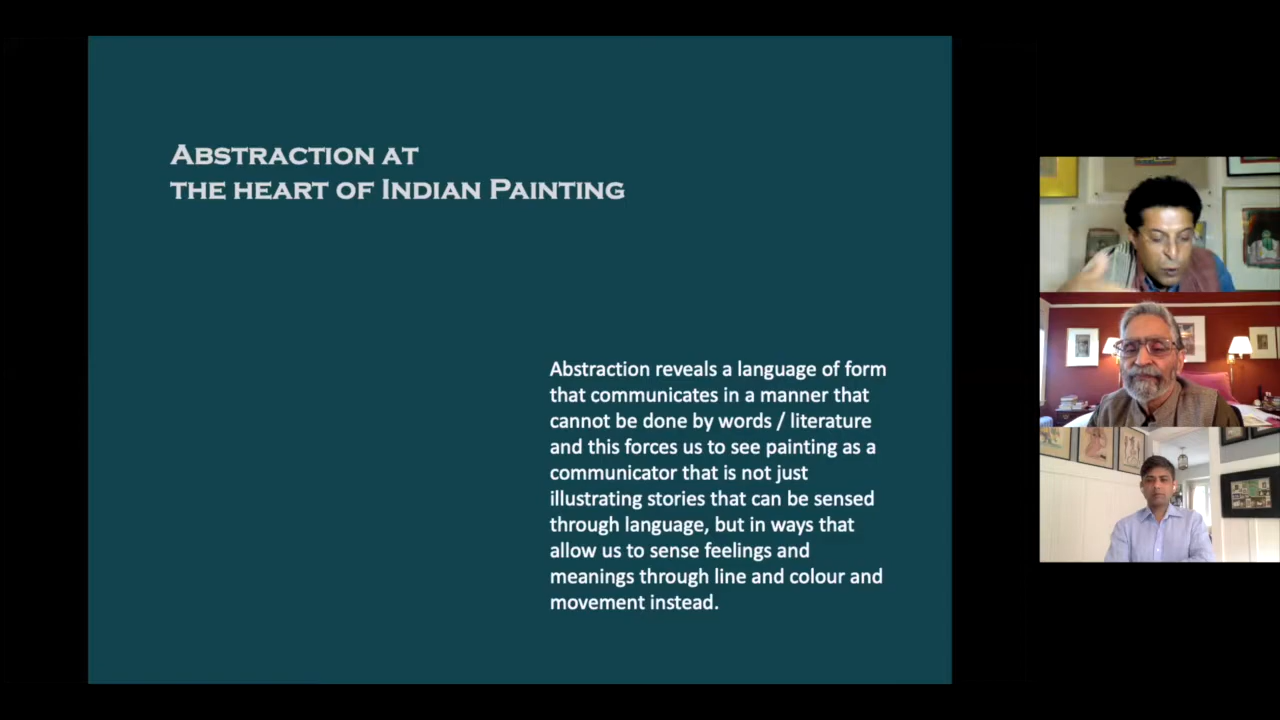 Abstraction at
the heart of Indian Painting
Abstraction reveals a language of form
that communicates in a manner that
cannot be done by words / literature
and this forces us to see painting as a
communicator that is not just
illustrating stories that can be sensed
through language, but in ways that
allow us to sense feelings and
meanings through line and colour and
movement instead.